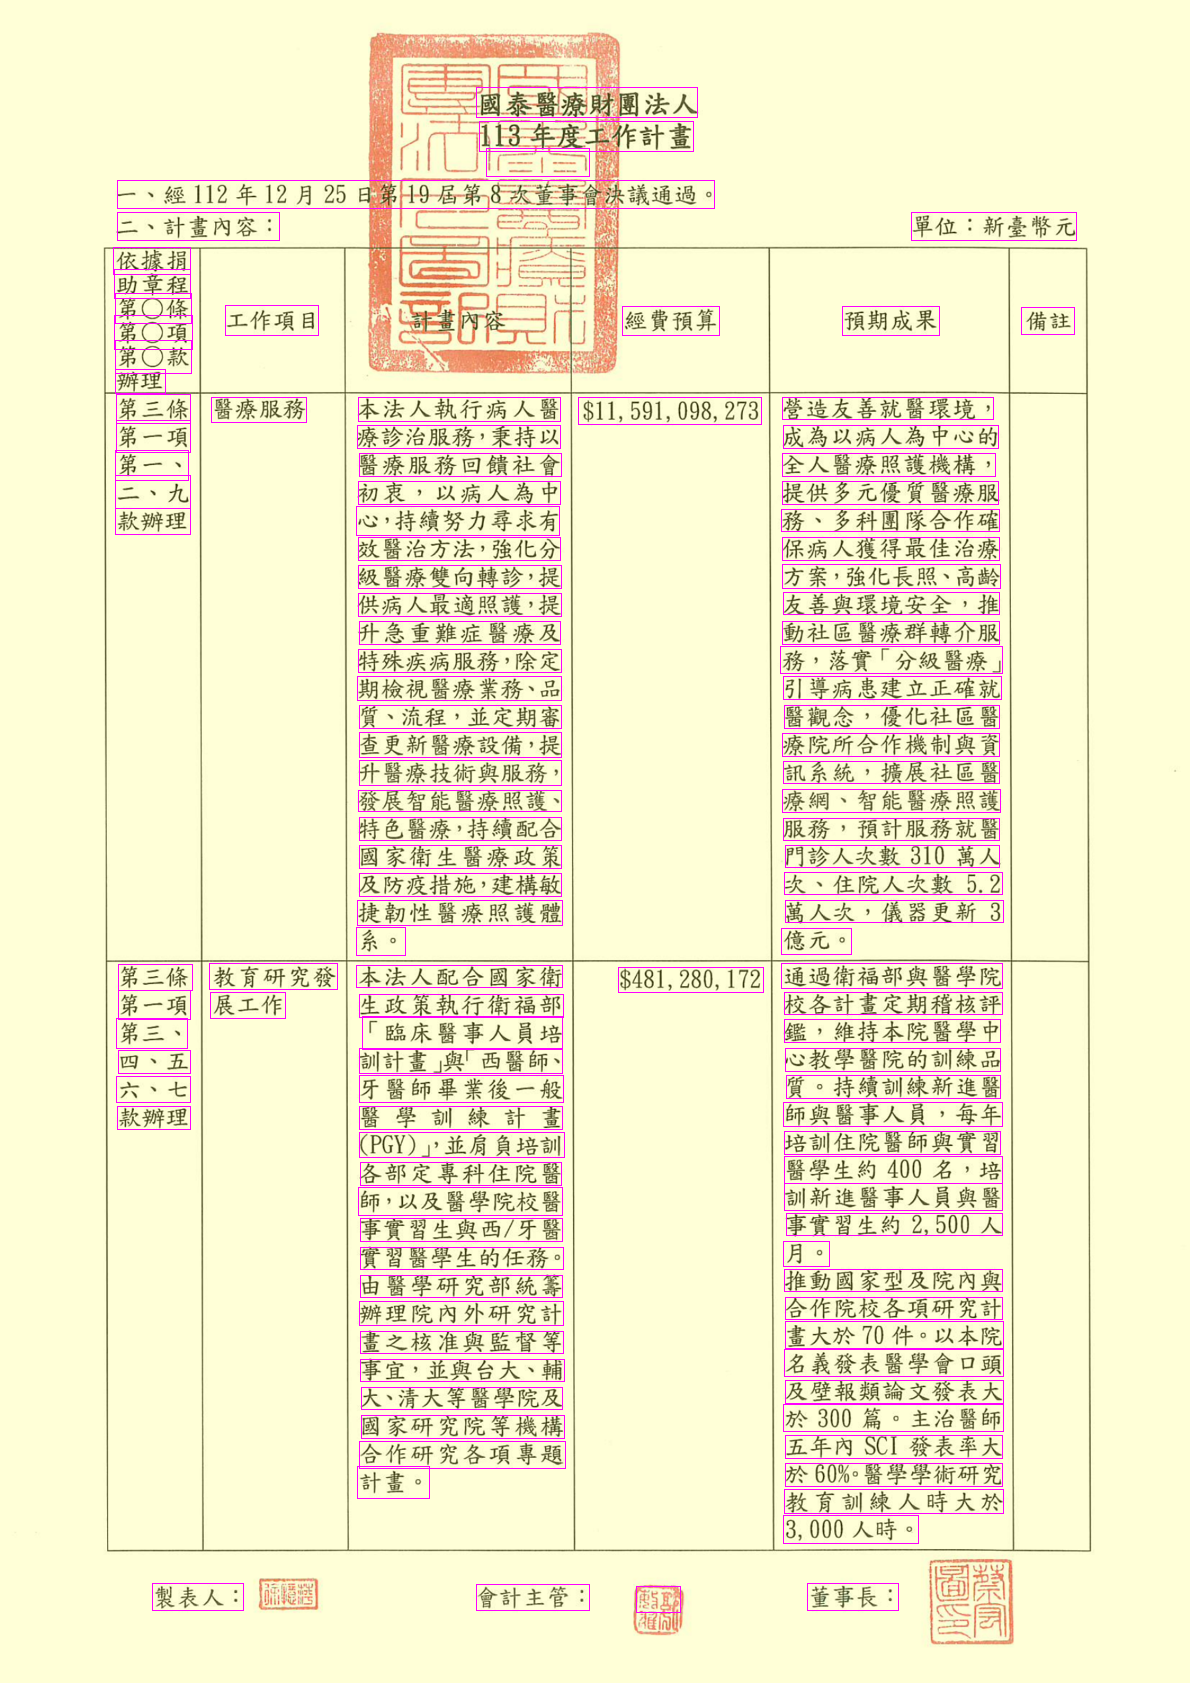 國泰醫療財團法人
113 年度工作計畫
一、經 112 年 12 月 25 日第 19 屆第 8 次董事會決議通過。
二、計畫內容：
單位：新臺幣元
依據捐
助章程
第〇條
第〇項
第〇款
辦理
工作項目
計畫內容
經費預算
預期成果
備註
第三條
第一項
第一、
二、九
款辦理
醫療服務
本法人執行病人醫
療診治服務，秉持以
醫療服務回饋社會
初衷，以病人為中
心，持續努力尋求有
效醫治方法，強化分
級醫療雙向轉診，提
供病人最適照護，提
升急重難症醫療及
特殊疾病服務，除定
期檢視醫療業務、品
質、流程，並定期審
查更新醫療設備，提
升醫療技術與服務，
發展智能醫療照護、
特色醫療，持續配合
國家衛生醫療政策
及防疫措施，建構敏
捷韌性醫療照護體
系。
$11,591,098,273
營造友善就醫環境，
成為以病人為中心的
全人醫療照護機構，
提供多元優質醫療服
務、多科團隊合作確
保病人獲得最佳治療
方案，強化長照、高齡
友善與環境安全，推
動社區醫療群轉介服
務，落實「分級醫療」
引導病患建立正確就
醫觀念，優化社區醫
療院所合作機制與資
訊系統，擴展社區醫
療網、智能醫療照護
服務，預計服務就醫
門診人次數 310 萬人
次、住院人次數 5.2
萬人次，儀器更新 3
億元。
第三條
第一項
第三、
四、五
六、七
款辦理
教育研究發
展工作
本法人配合國家衛
生政策執行衛福部
「臨床醫事人員培
訓計畫」與「西醫師、
牙醫師畢業後一般
醫學訓練計畫
(PGY)」，並肩負培訓
各部定專科住院醫
師，以及醫學院校醫
事實習生與西/牙醫
實習醫學生的任務。
由醫學研究部統籌
辦理院內外研究計
畫之核准與監督等
事宜，並與台大、輔
大、清大等醫學院及
國家研究院等機構
合作研究各項專題
計畫。
$481,280,172
通過衛福部與醫學院
校各計畫定期稽核評
鑑，維持本院醫學中
心教學醫院的訓練品
質。持續訓練新進醫
師與醫事人員，每年
培訓住院醫師與實習
醫學生約 400 名，培
訓新進醫事人員與醫
事實習生約 2,500 人
月。
推動國家型及院內與
合作院校各項研究計
畫大於 70 件。以本院
名義發表醫學會口頭
及壁報類論文發表大
於 300 篇。主治醫師
五年內 SCI 發表率大
於 60%。醫學學術研究
教育訓練人時大於
3,000 人時。
製表人：
會計主管：
董事長：